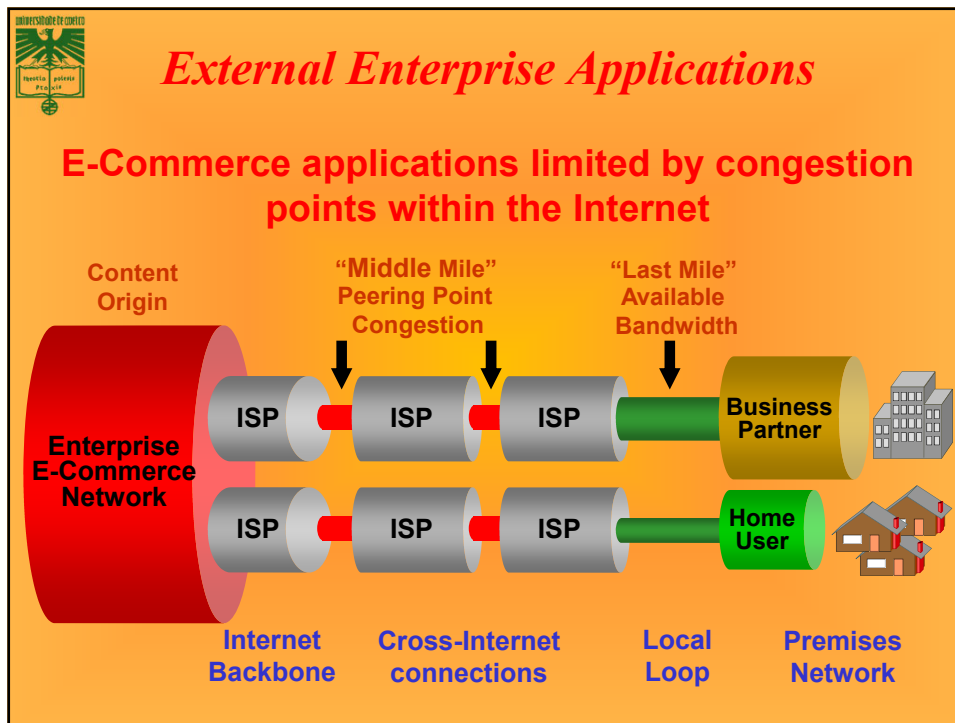 External Enterprise Applications
E-Commerce applications limited by congestion
points within the Internet
Content
Origin
“Middle Mile”
Peering Point
Congestion
“Last Mile”
Available
Bandwidth
Enterprise
E-Commerce
Network
ISP
ISP
ISP
Business
Partner
ISP
ISP
ISP
Home
User
Internet
Backbone
Cross-Internet
connections
Local
Loop
Premises
Network